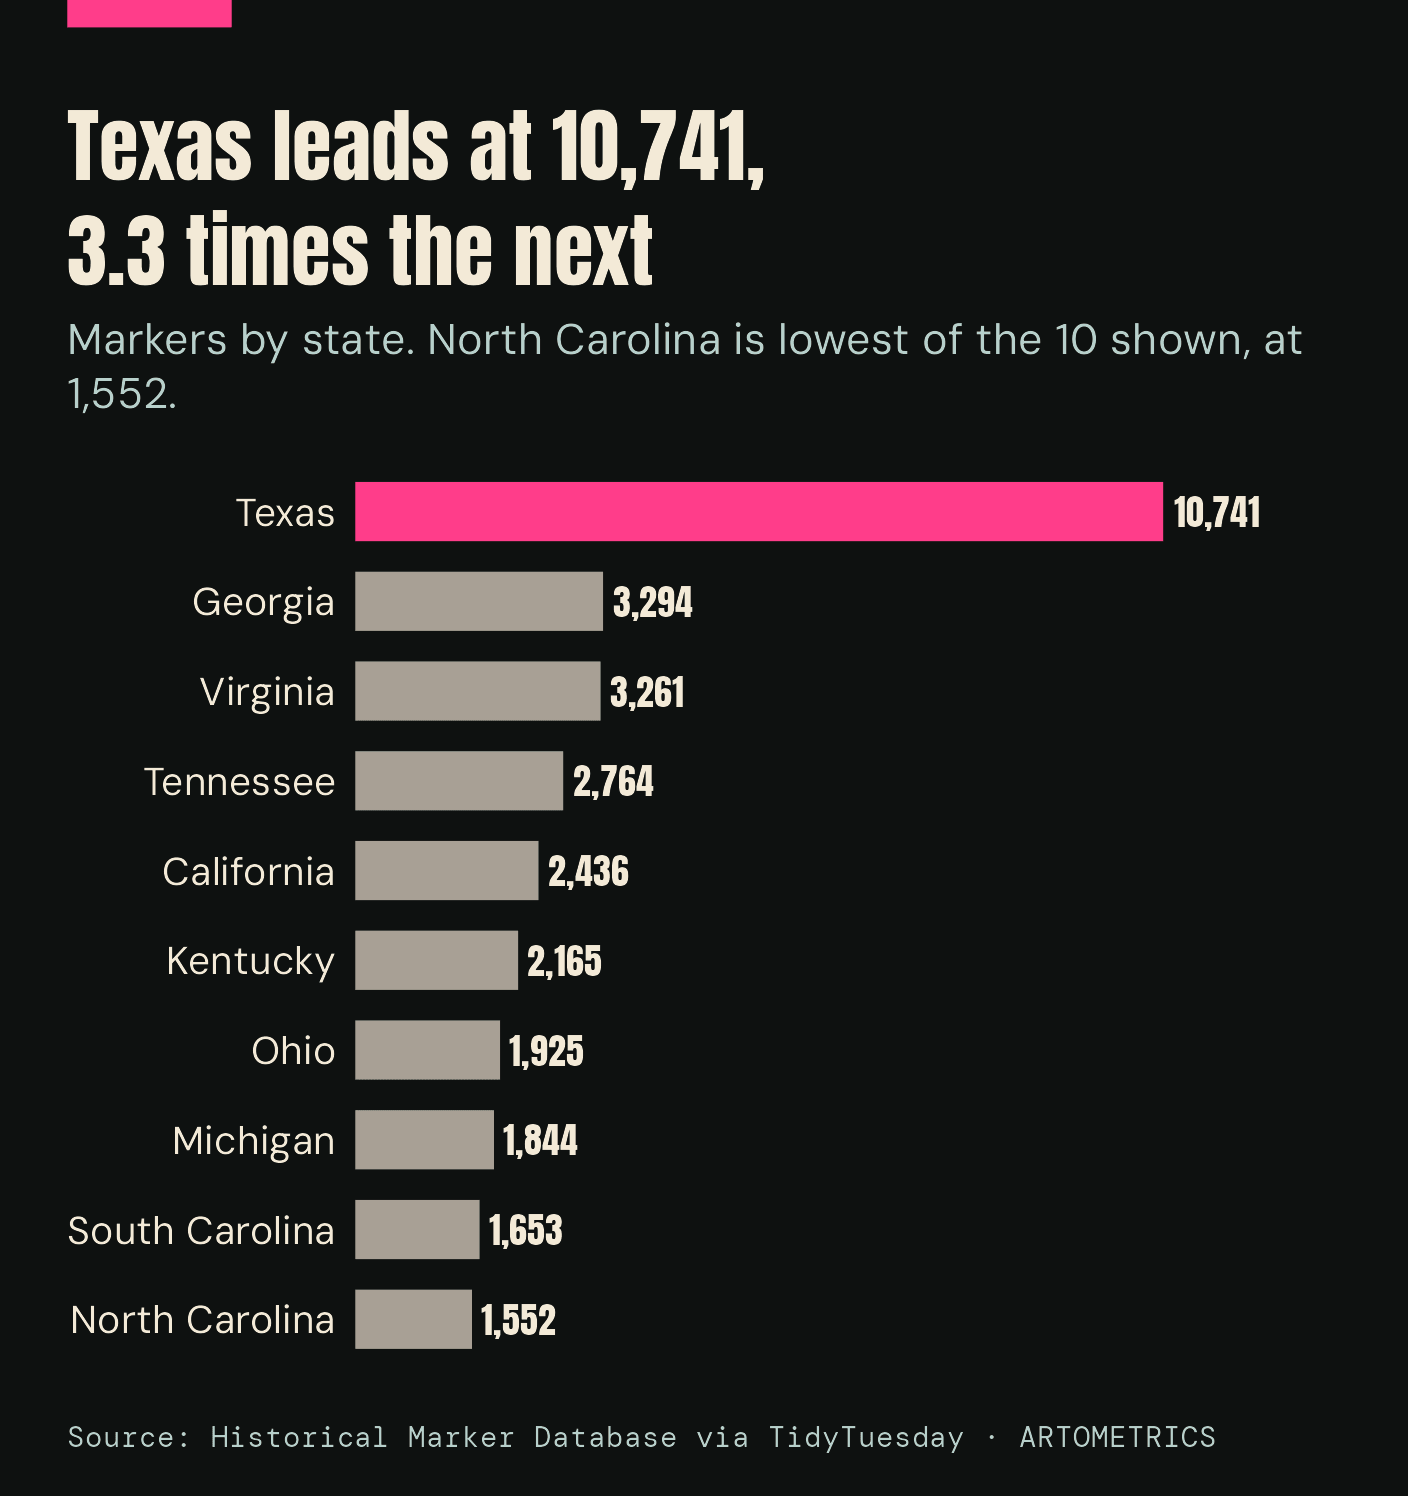 Texas leads at 10,741,
3.3 times the next
Markers by state. North Carolina is lowest of the 10 shown, at
1,552.
Texas 10,741
Georgia 3,294
Virginia 3,261
Tennessee 2,764
California 2,436
Kentucky 2,165
Ohio 1,925
Michigan 1,844
South Carolina 1,653
North Carolina 1,552
Source: Historical Marker Database via TidyTuesday · ARTOMETRICS